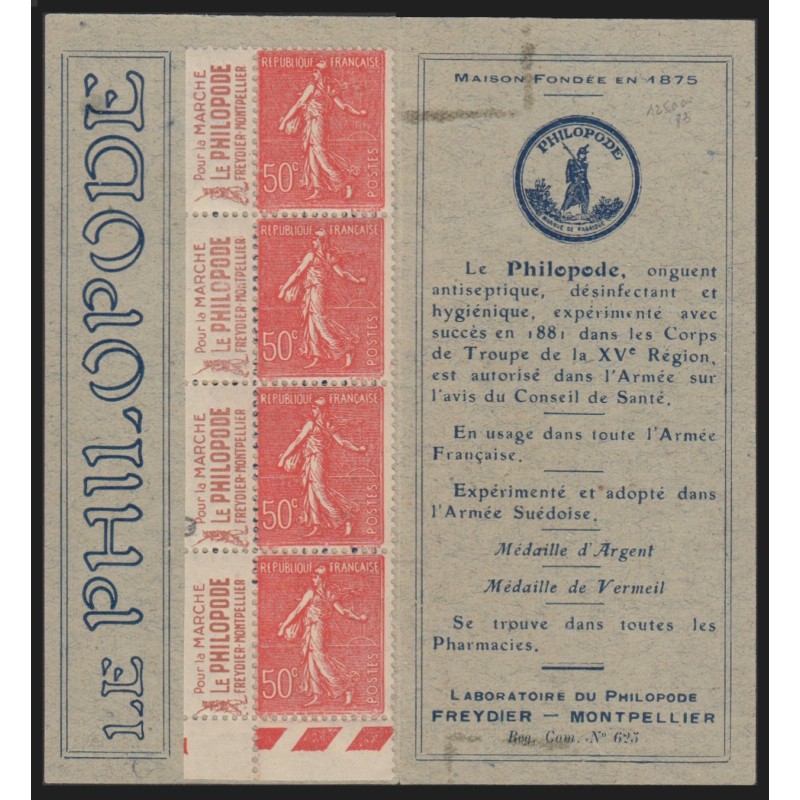 LE PHILOPODE
Pour la MARCHE
LE PHILOPODE
FREYDIER-MONTPELLIER
RÉPUBLIQUE FRANÇAISE
50c
POSTES
Pour la MARCHE
LE PHILOPODE
FREYDIER-MONTPELLIER
RÉPUBLIQUE FRANÇAISE
50c
POSTES
Pour la MARCHE
LE PHILOPODE
FREYDIER-MONTPELLIER
RÉPUBLIQUE FRANÇAISE
50c
POSTES
Pour la MARCHE
LE PHILOPODE
FREYDIER-MONTPELLIER
RÉPUBLIQUE FRANÇAISE
50c
POSTES
MAISON FONDÉE EN 1875
PHILOPODE
MARQUE DE FABRIQUE
Le Philopode, onguent
antiseptique, désinfectant et
hygiénique, expérimenté avec
succès en 1881 dans les Corps
de Troupe de la XVe Région,
est autorisé dans l'Armée sur
l'avis du Conseil de Santé.
En usage dans toute l'Armée
Française.
Expérimenté et adopté dans
l'Armée Suédoise.
Médaille d'Argent
Médaille de Vermeil
Se trouve dans toutes les
Pharmacies.
LABORATOIRE DU PHILOPODE
FREYDIER — MONTPELLIER
Reg. Com. N° 625